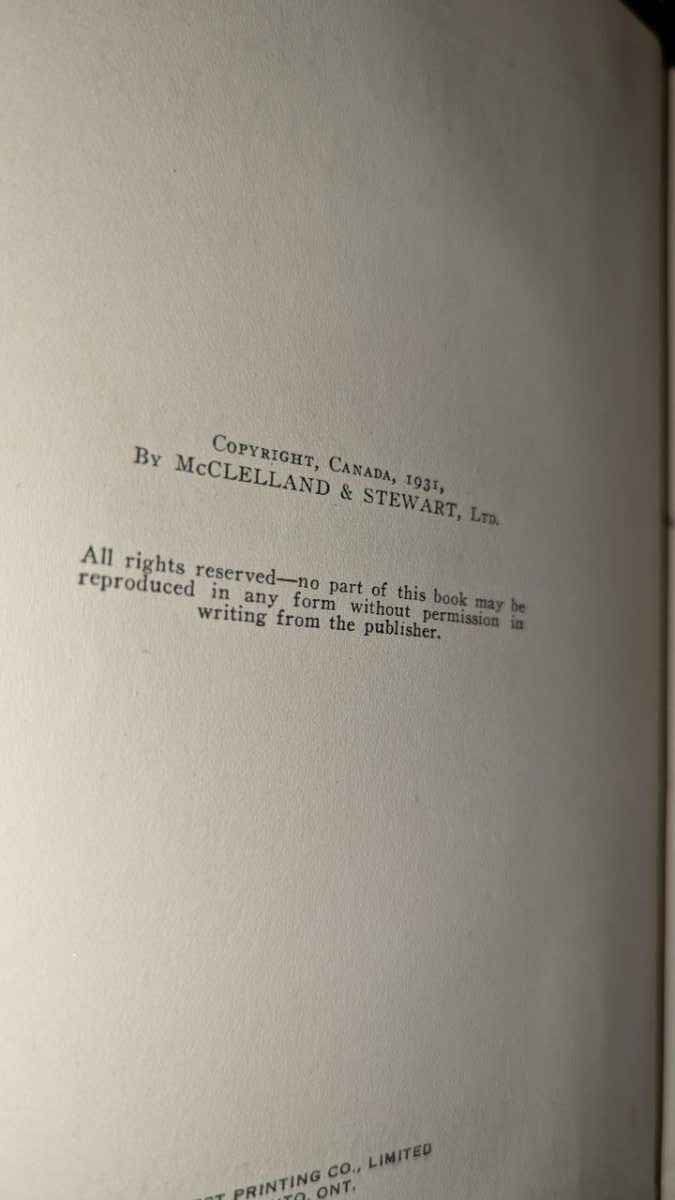 Copyright, Canada, 1931,
By McCLELLAND & STEWART, Ltd.
All rights reserved—no part of this book may be
reproduced in any form without permission in
writing from the publisher.
PRINTING CO., LIMITED
ONT.